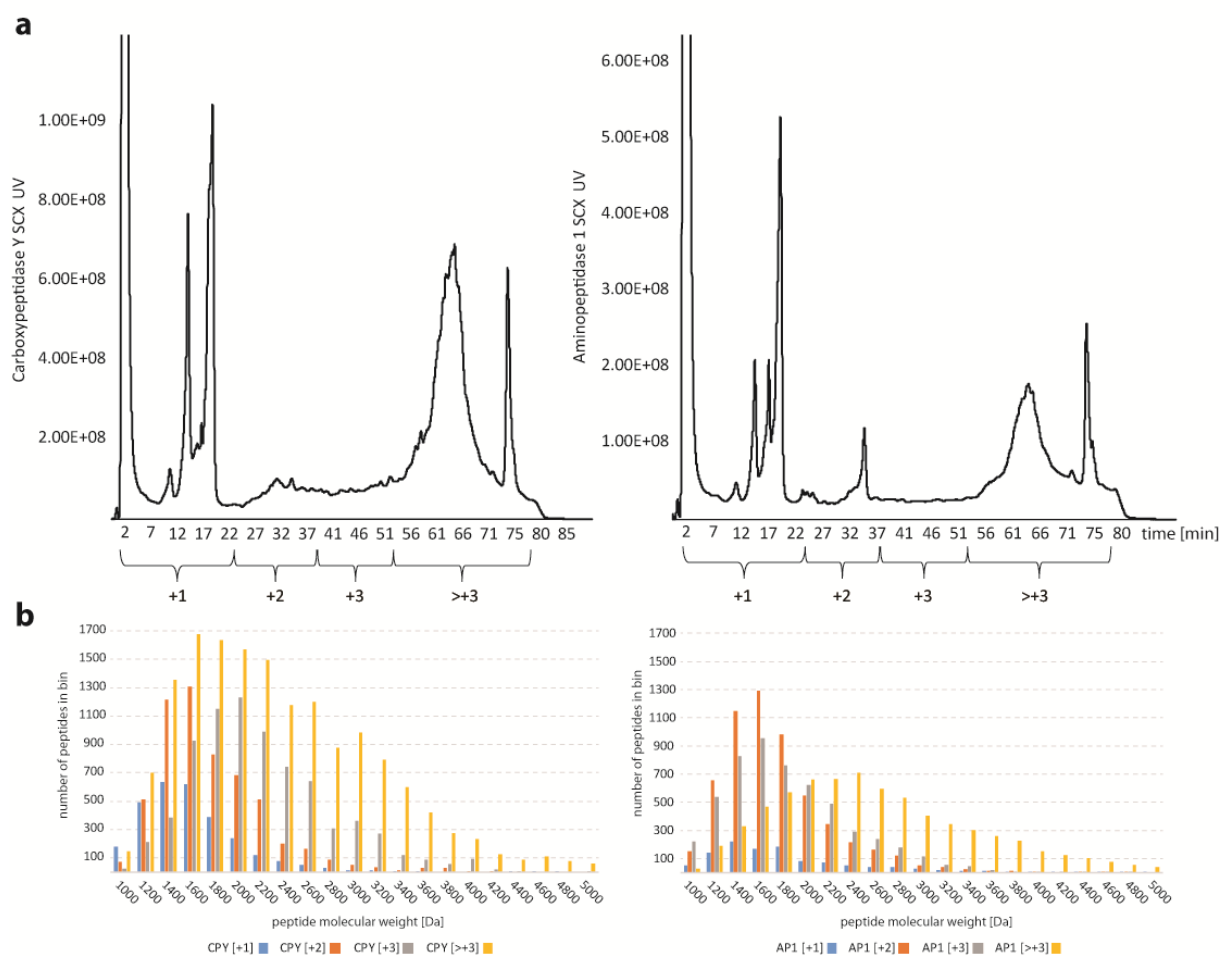 a
Carboxypeptidase Y SCX UV
1.00E+09
8.00E+08
6.00E+08
4.00E+08
2.00E+08
2 7 12 17 22 27 32 37 41 46 51 56 61 66 71 75 80 85
+1 +2 +3 >+3
Aminopeptidase 1 SCX UV
6.00E+08
5.00E+08
4.00E+08
3.00E+08
2.00E+08
1.00E+08
2 7 12 17 22 27 32 37 41 46 51 56 61 66 71 75 80 time [min]
+1 +2 +3 >+3
b
number of peptides in bin
1700
1500
1300
1100
900
700
500
300
100
1000 1200 1400 1600 1800 2000 2200 2400 2600 2800 3000 3200 3400 3600 3800 4000 4200 4400 4600 4800 5000
peptide molecular weight [Da]
CPY [+1] CPY [+2] CPY [+3] CPY [>+3]
number of peptides in bin
1700
1500
1300
1100
900
700
500
300
100
1000 1200 1400 1600 1800 2000 2200 2400 2600 2800 3000 3200 3400 3600 3800 4000 4200 4400 4600 4800 5000
peptide molecular weight [Da]
AP1 [+1] AP1 [+2] AP1 [+3] AP1 [>+3]